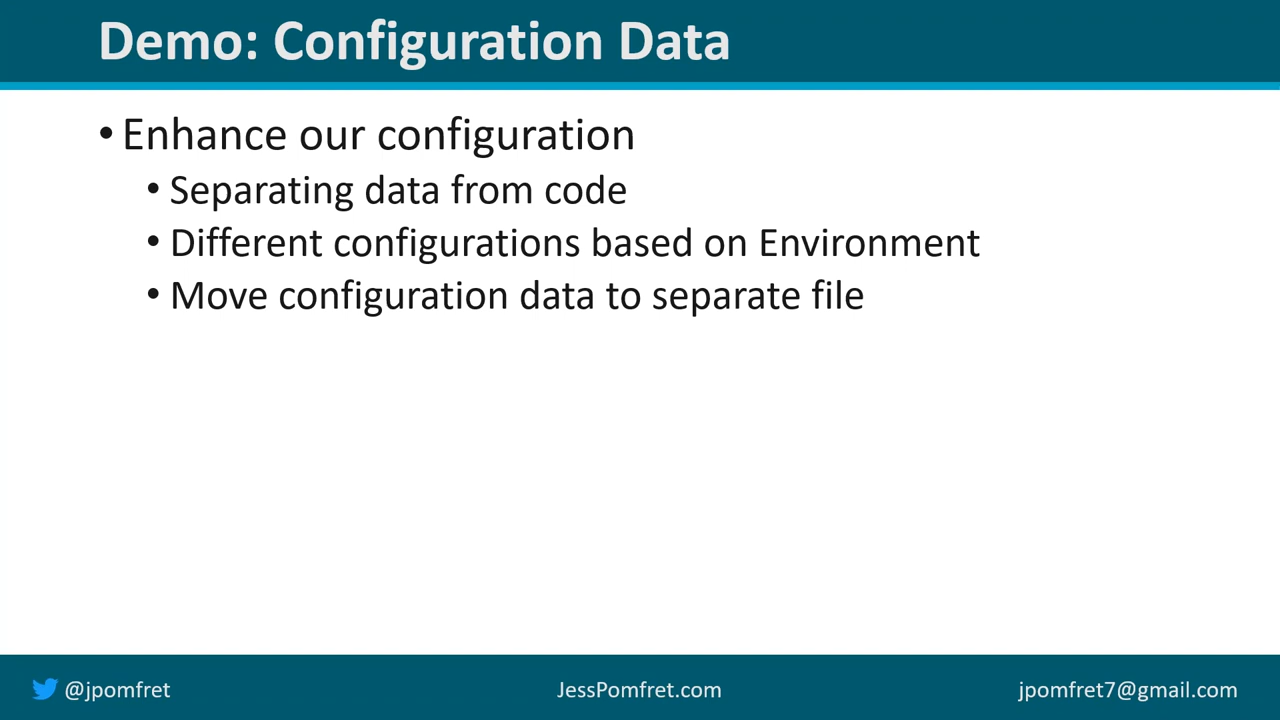 Demo: Configuration Data
• Enhance our configuration
• Separating data from code
• Different configurations based on Environment
• Move configuration data to separate file
@jpomfret
JessPomfret.com
jpomfret7@gmail.com